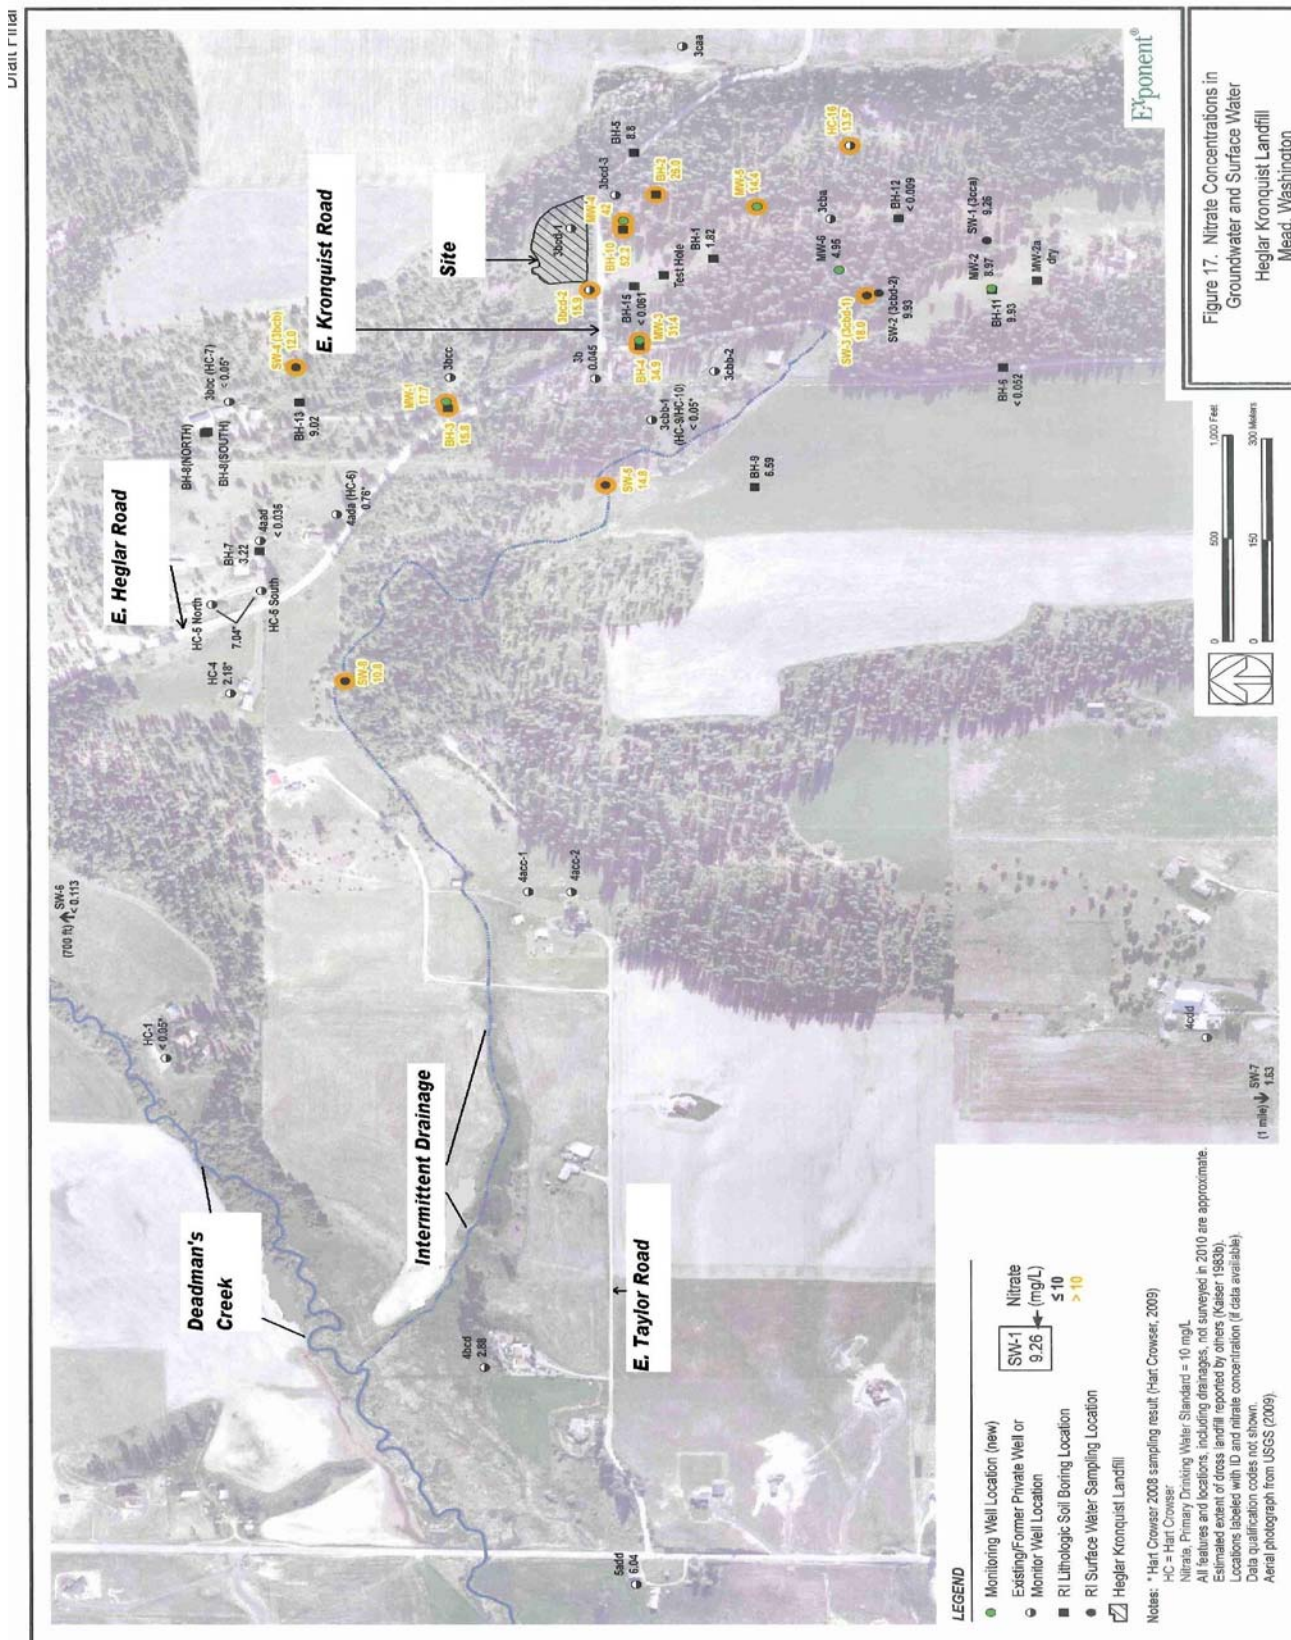 Draft Final
(700 ft) SW-6
< 0.113
HC-1
< 0.05*
Deadman's
Creek
HC-4
2.18*
HC-5 North
7.04*
HC-5 South
E. Heglar Road
BH-7
3.22
4aad
< 0.036
4ada (HC-6)
0.76*
BH-8(NORTH)
BH-8(SOUTH)
3bbc (HC-7)
< 0.05*
BH-13
9.02
SW-4 (3bcb)
12.0
E. Kronquist Road
Site
MW-1
17.7
BH-3
15.8
3bcc
3bcd-2
15.9
3bcd-1
3bcd-3
3b
0.045
BH-15
< 0.061
BH-10
52.2
MW-4
42
BH-2
26.0
BH-5
8.8
3caa
BH-4
34.9
MW-3
31.4
Test Hole
BH-1
1.82
MW-5
14.4
3cbb-1
(HC-9/HC-10)
< 0.05*
3cbb-2
SW-5
14.8
BH-9
6.59
MW-6
4.95
3cba
HC-16
13.5*
SW-3 (3cbd-1)
18.0
SW-2 (3cbd-2)
9.93
BH-12
< 0.009
SW-1 (3cca)
9.26
MW-2
8.97
BH-11
9.93
MW-2a
dry
BH-6
< 0.052
10.8
4acc-1
4acc-2
Intermittent Drainage
4bcd
2.88
E. Taylor Road
5add
6.04
4cdd
(1 mile) SW-7
1.63
LEGEND
Monitoring Well Location (new)
Existing/Former Private Well or
Monitor Well Location
RI Lithologic Soil Boring Location
RI Surface Water Sampling Location
Heglar Kronquist Landfill
SW-1
9.26
Nitrate
(mg/L)
≤ 10
> 10
Notes: * Hart Crowser 2008 sampling result (Hart Crowser, 2009)
HC = Hart Crowser
Nitrate, Primary Drinking Water Standard = 10 mg/L
All features and locations, including drainages, not surveyed in 2010 are approximate.
Estimated extent of dross landfill reported by others (Kaiser 1983b).
Locations labeled with ID and nitrate concentration (if data available).
Data qualification codes not shown.
Aerial photograph from USGS (2009).
0 500 1,000 Feet
0 150 300 Meters
Exponent®
Figure 17. Nitrate Concentrations in
Groundwater and Surface Water
Heglar Kronquist Landfill
Mead, Washington